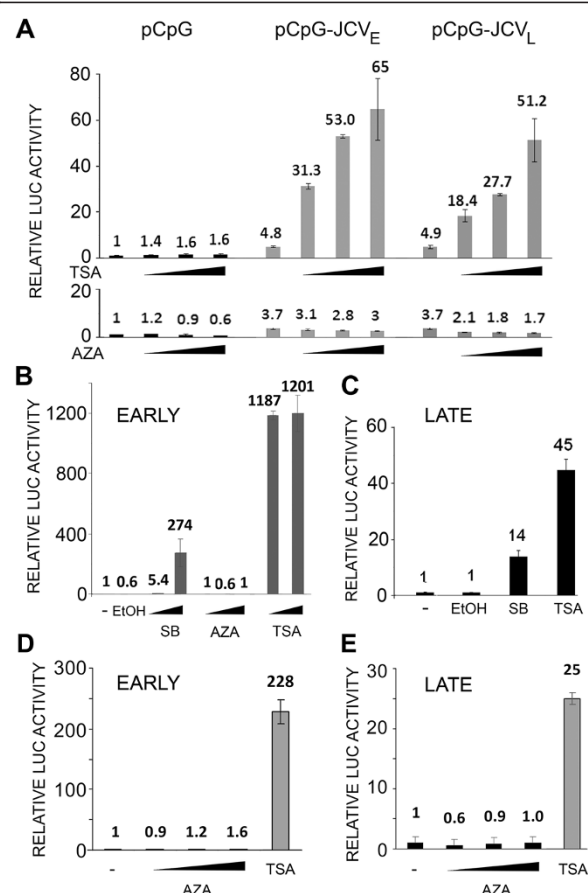 A
pCpG pCpG-JCV_E pCpG-JCV_L
RELATIVE LUC ACTIVITY
80
60
40
20
0
1 1.4 1.6 1.6 4.8 31.3 53.0 65 4.9 18.4 27.7 51.2
TSA
20
0
1 1.2 0.9 0.6 3.7 3.1 2.8 3 3.7 2.1 1.8 1.7
AZA
B
EARLY
RELATIVE LUC ACTIVITY
1200
800
400
0
1 0.6 5.4 274 1 0.6 1 1187 1201
- EtOH
SB AZA TSA
C
LATE
RELATIVE LUC ACTIVITY
60
40
20
0
1 1 14 45
- EtOH SB TSA
D
EARLY
RELATIVE LUC ACTIVITY
300
200
100
0
1 0.9 1.2 1.6 228
- TSA
AZA
E
LATE
RELATIVE LUC ACTIVITY
30
20
10
0
1 0.6 0.9 1.0 25
- TSA
AZA